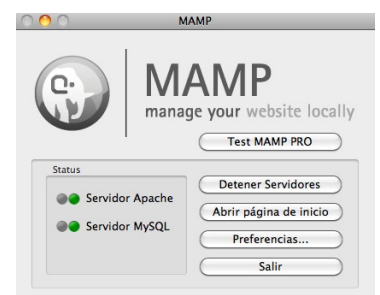 MAMP
MAMP
manage your website locally
Test MAMP PRO
Status
Servidor Apache
Servidor MySQL
Detener Servidores
Abrir página de inicio
Preferencias...
Salir